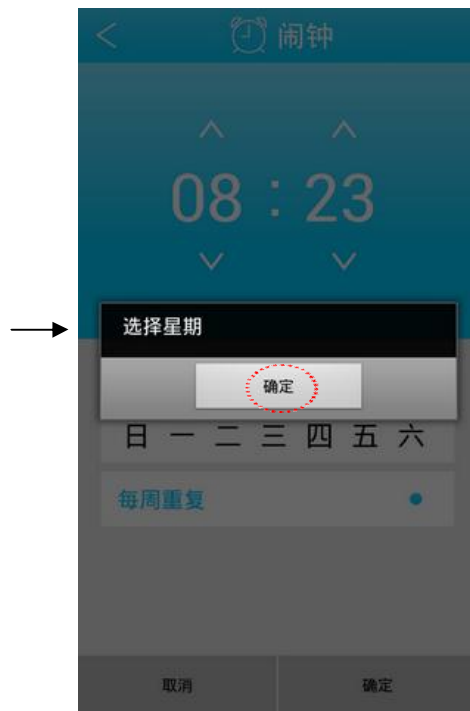 闹钟
08 : 23
选择星期
确定
日 一 二 三 四 五 六
每周重复
取消 确定